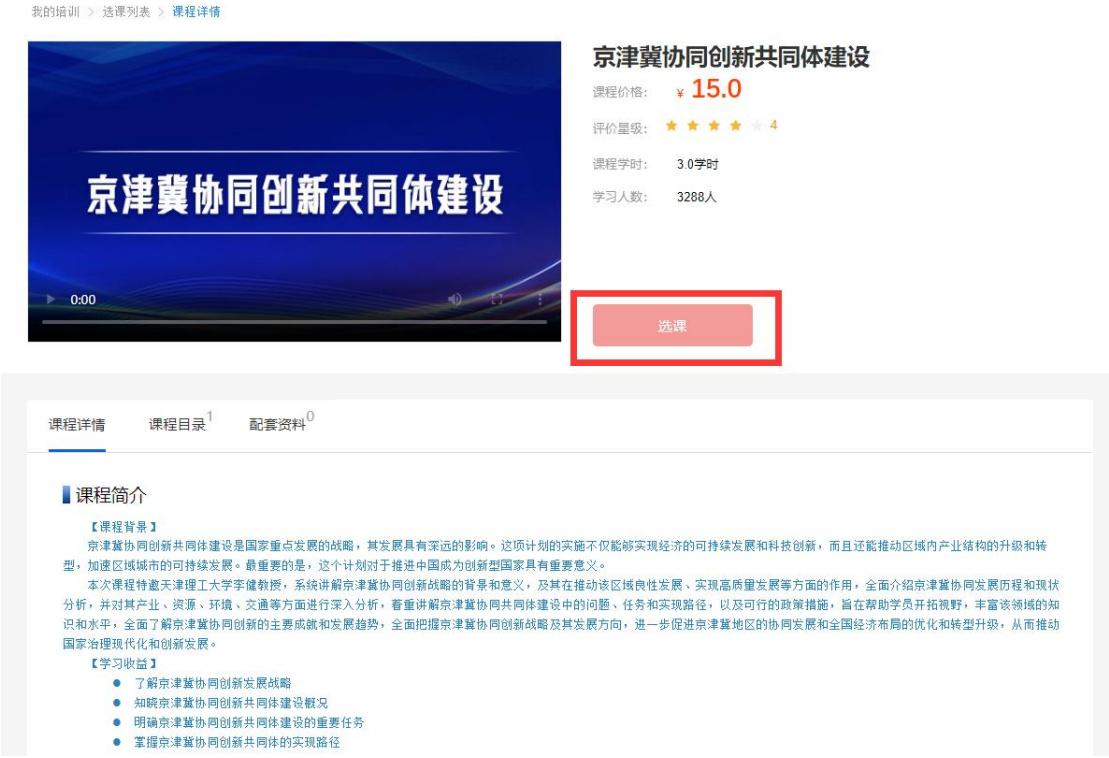 我的培训 > 选课列表 > 课程详情
京津冀协同创新共同体建设
0:00
京津冀协同创新共同体建设
课程价格： ¥ 15.0
评价星级： 4
课程学时： 3.0学时
学习人数： 3288人
选课
课程详情 课程目录1 配套资料0
课程简介
【课程背景】
京津冀协同创新共同体建设是国家重点发展的战略，其发展具有深远的影响。这项计划的实施不仅能够实现经济的可持续发展和科技创新，而且还能推动区域内产业结构的升级和转
型，加速区域城市的可持续发展。最重要的是，这个计划对于推进中国成为创新型国家具有重要意义。
本次课程特邀天津理工大学李健教授，系统讲解京津冀协同创新战略的背景和意义，及其在推动该区域良性发展、实现高质量发展等方面的作用，全面介绍京津冀协同发展历程和现状
分析，并对其产业、资源、环境、交通等方面进行深入分析，着重讲解京津冀协同共同体建设中的问题、任务和实现路径，以及可行的政策措施，旨在帮助学员开拓视野，丰富该领域的知
识和水平，全面了解京津冀协同创新的主要成就和发展趋势，全面把握京津冀协同创新战略及其发展方向，进一步促进京津冀地区的协同发展和全国经济布局的优化和转型升级，从而推动
国家治理现代化和创新发展。
【学习收益】
● 了解京津冀协同创新发展战略
● 知晓京津冀协同创新共同体建设概况
● 明确京津冀协同创新共同体建设的重要任务
● 掌握京津冀协同创新共同体的实现路径